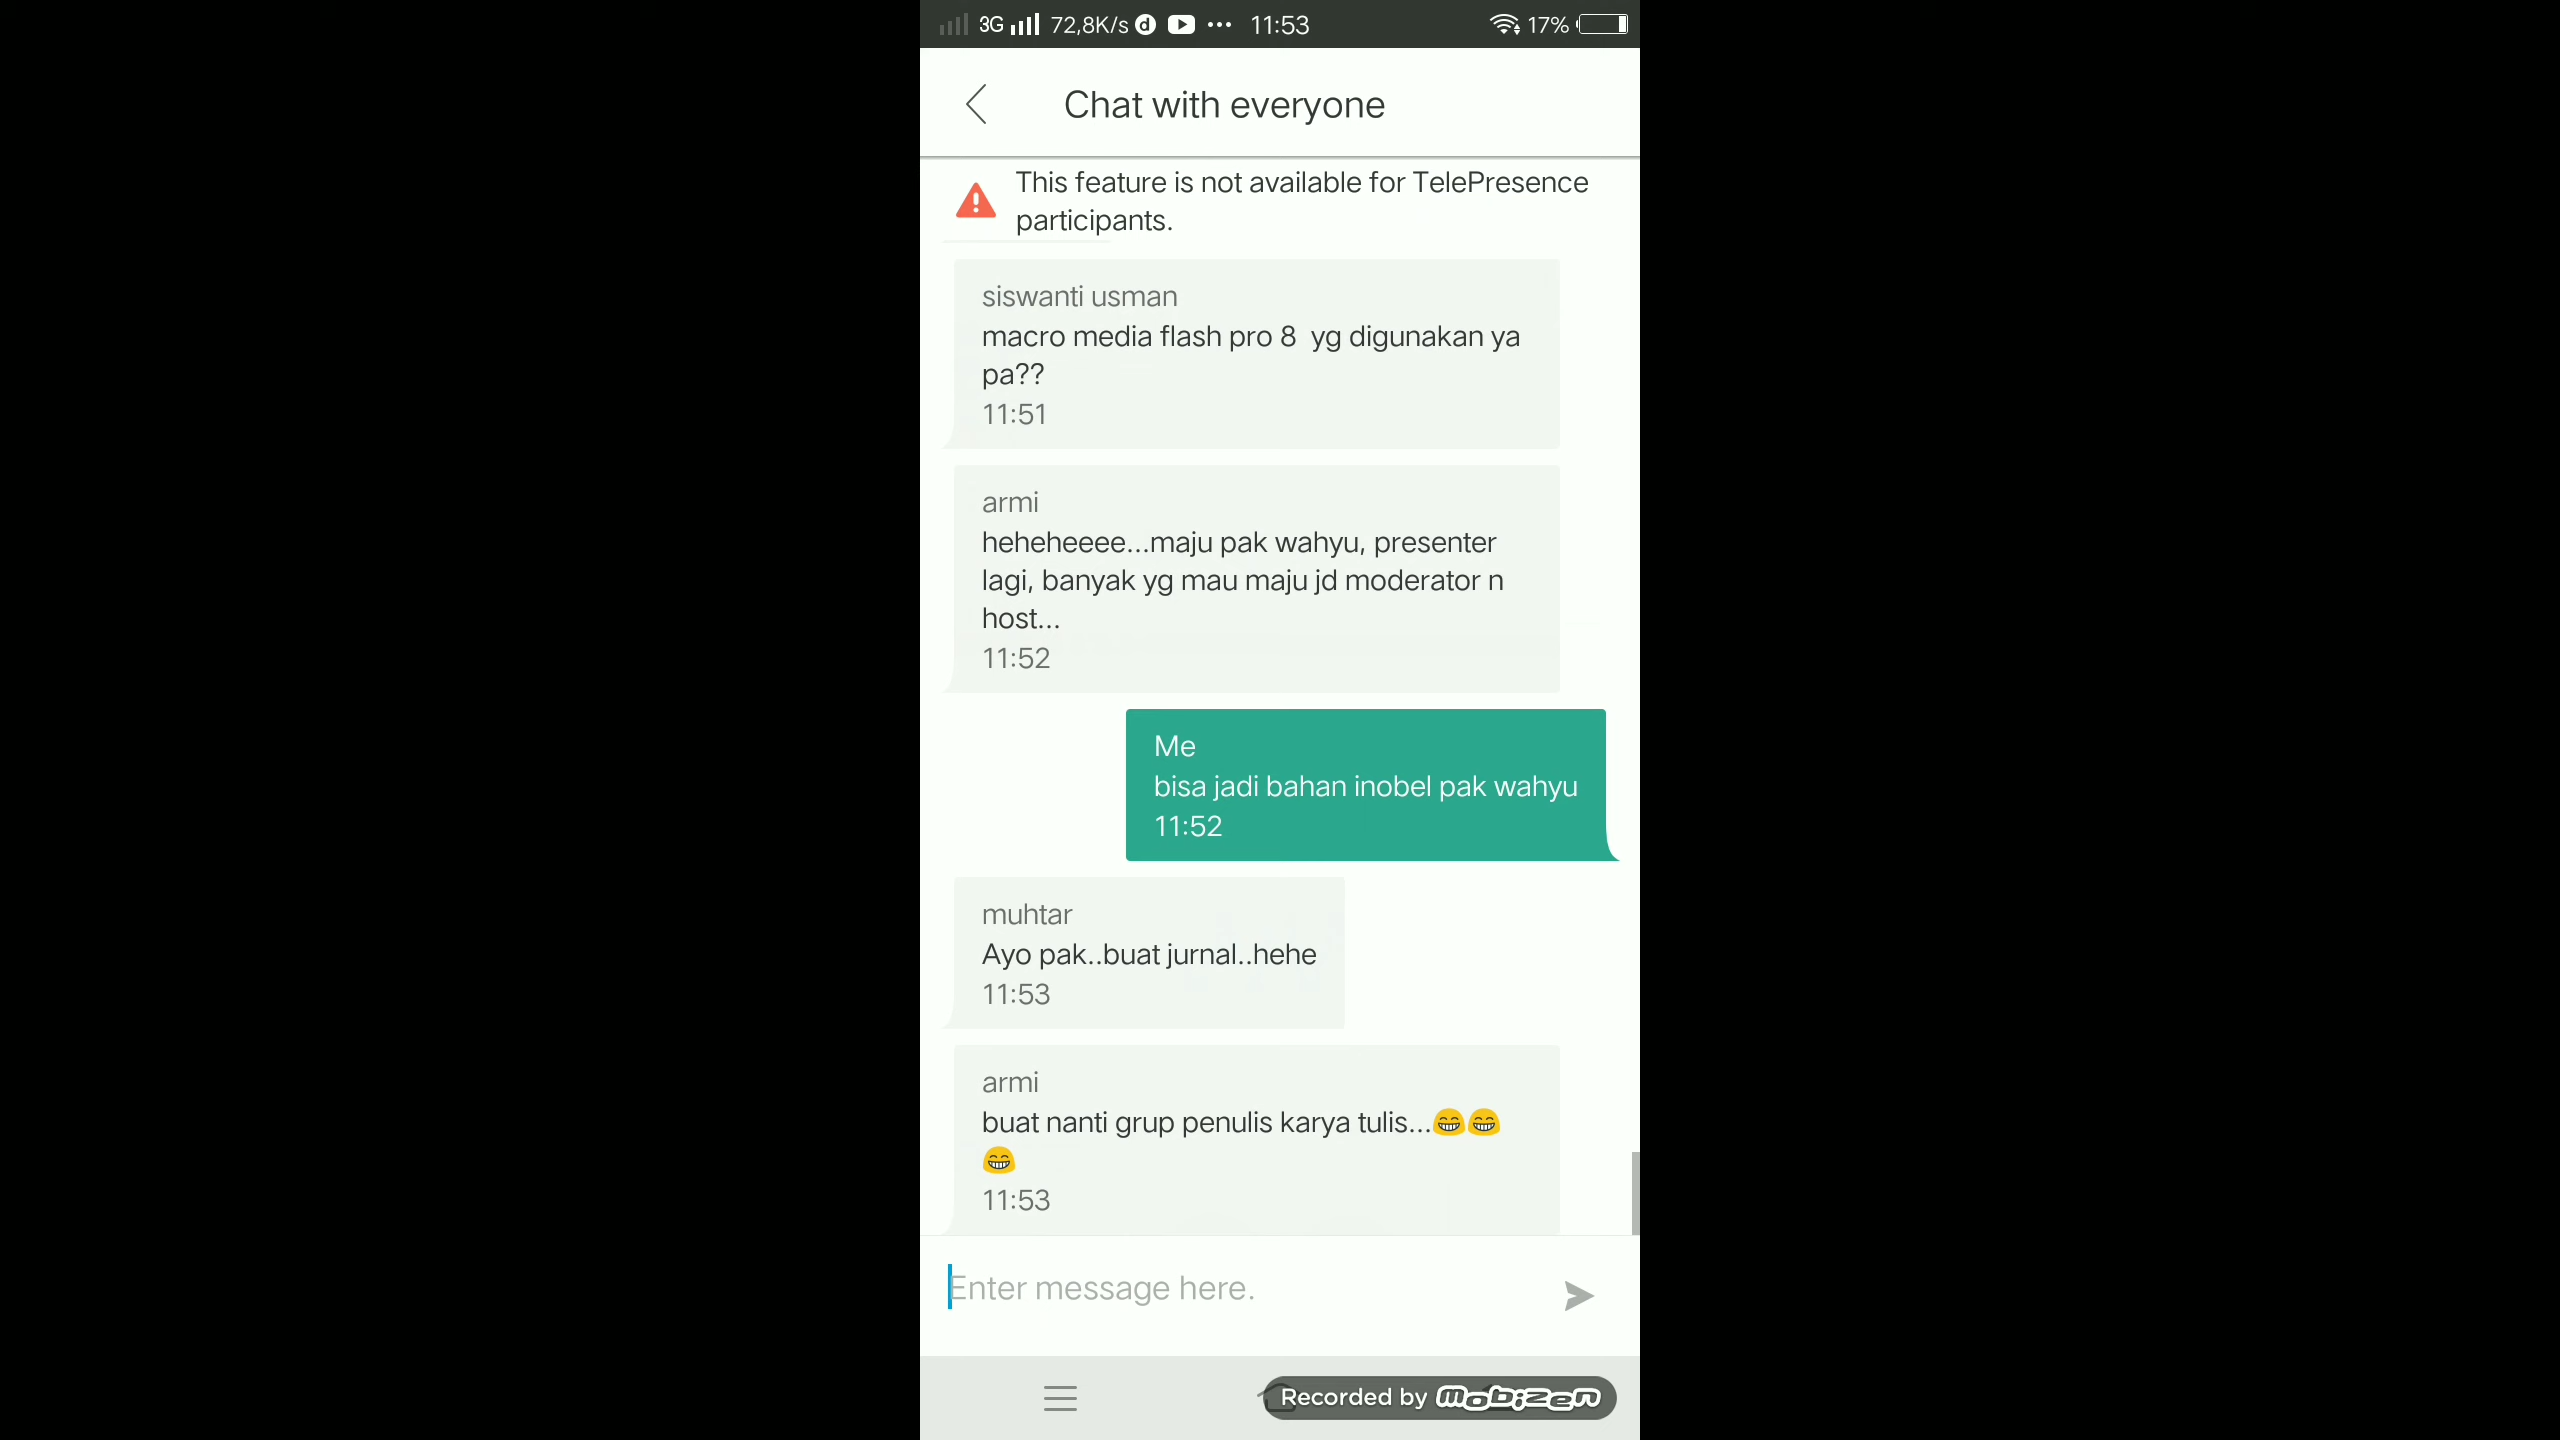 3G 72,8K/s 11:53 17%
Chat with everyone
This feature is not available for TelePresence
participants.
siswanti usman
macro media flash pro 8  yg digunakan ya
pa??
11:51
armi
heheheeee...maju pak wahyu, presenter
lagi, banyak yg mau maju jd moderator n
host...
11:52
Me
bisa jadi bahan inobel pak wahyu
11:52
muhtar
Ayo pak..buat jurnal..hehe
11:53
armi
buat nanti grup penulis karya tulis...😁😁
😁
11:53
Enter message here.
Recorded by mobizen